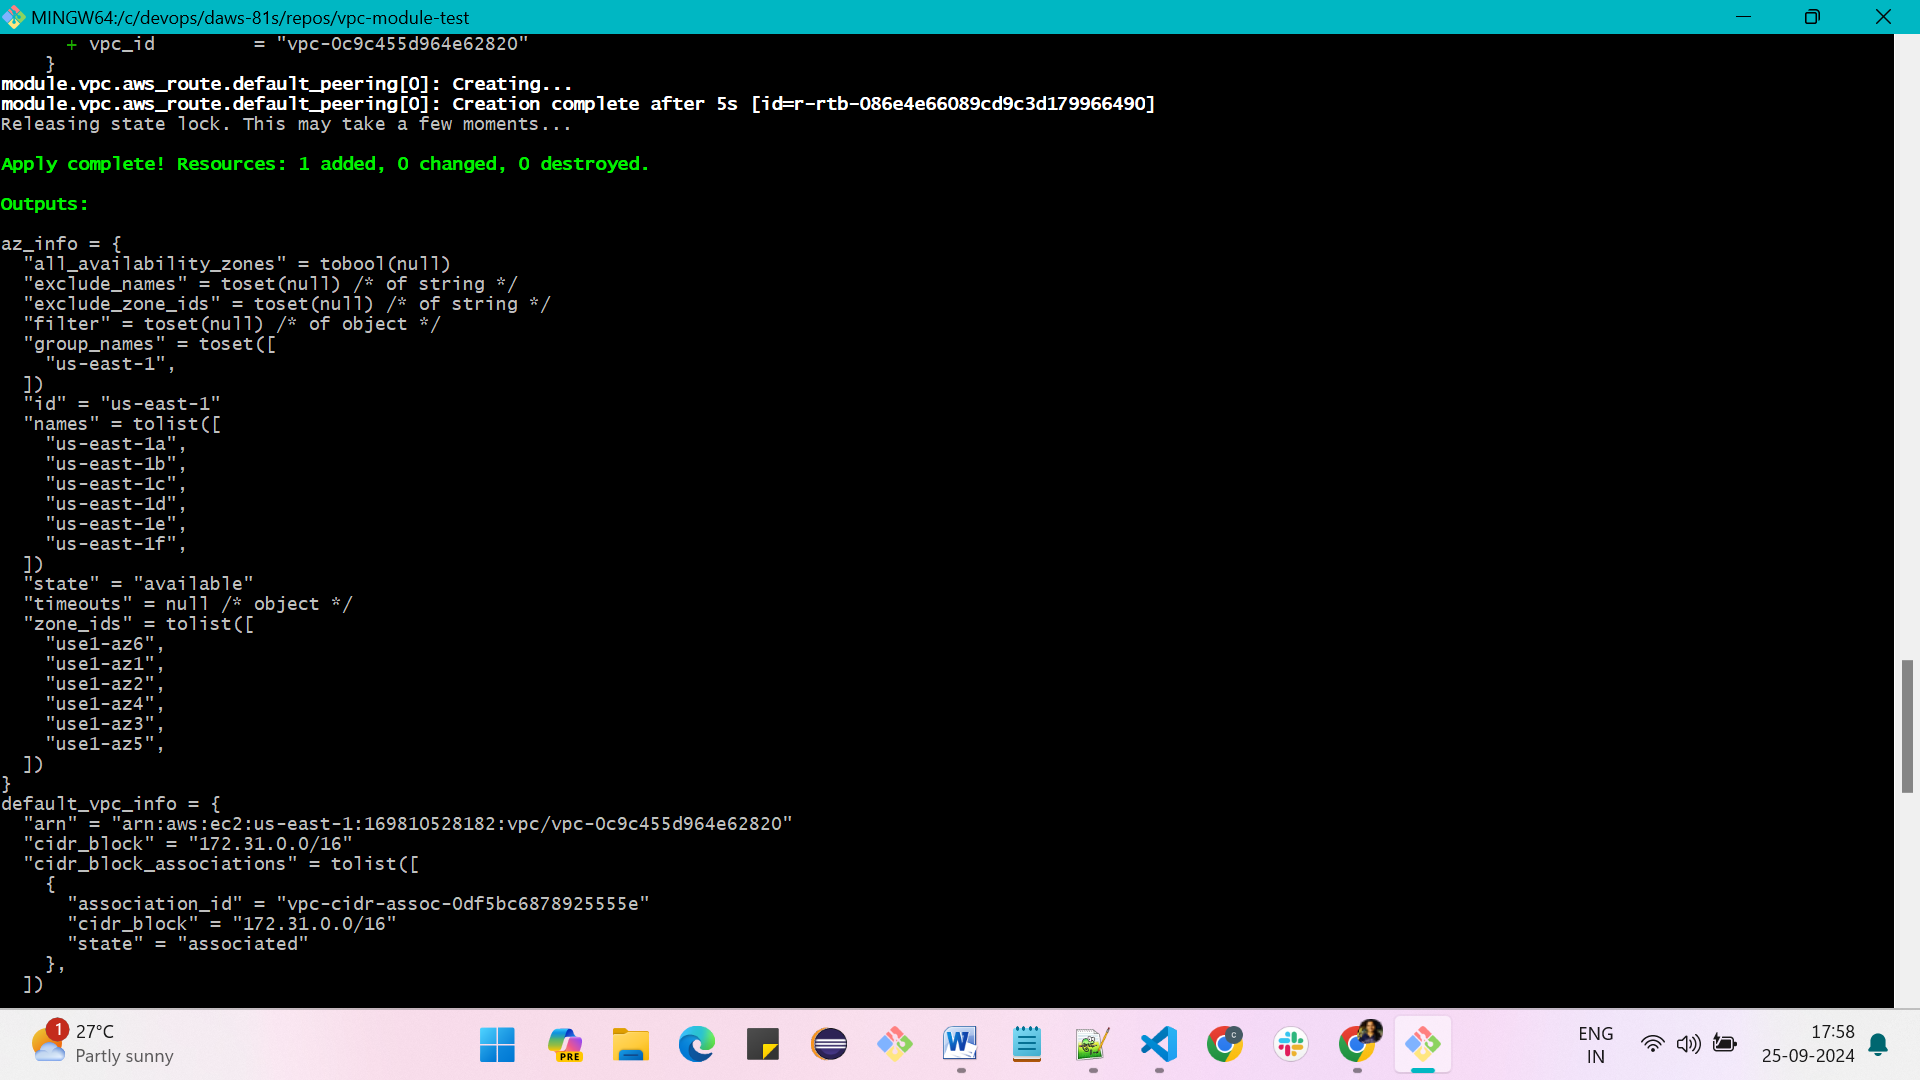 MINGW64:/c/devops/daws-81s/repos/vpc-module-test
+ vpc_id         = "vpc-0c9c455d964e62820"
}
module.vpc.aws_route.default_peering[0]: Creating...
module.vpc.aws_route.default_peering[0]: Creation complete after 5s [id=r-rtb-086e4e66089cd9c3d179966490]
Releasing state lock. This may take a few moments...
Apply complete! Resources: 1 added, 0 changed, 0 destroyed.
Outputs:
az_info = {
  "all_availability_zones" = tobool(null)
  "exclude_names" = toset(null) /* of string */
  "exclude_zone_ids" = toset(null) /* of string */
  "filter" = toset(null) /* of object */
  "group_names" = toset([
    "us-east-1",
  ])
  "id" = "us-east-1"
  "names" = tolist([
    "us-east-1a",
    "us-east-1b",
    "us-east-1c",
    "us-east-1d",
    "us-east-1e",
    "us-east-1f",
  ])
  "state" = "available"
  "timeouts" = null /* object */
  "zone_ids" = tolist([
    "use1-az6",
    "use1-az1",
    "use1-az2",
    "use1-az4",
    "use1-az3",
    "use1-az5",
  ])
}
default_vpc_info = {
  "arn" = "arn:aws:ec2:us-east-1:169810528182:vpc/vpc-0c9c455d964e62820"
  "cidr_block" = "172.31.0.0/16"
  "cidr_block_associations" = tolist([
    {
      "association_id" = "vpc-cidr-assoc-0df5bc6878925555e"
      "cidr_block" = "172.31.0.0/16"
      "state" = "associated"
    },
  ])
1
27°C
Partly sunny
PRE
W
C
ENG
IN
17:58
25-09-2024